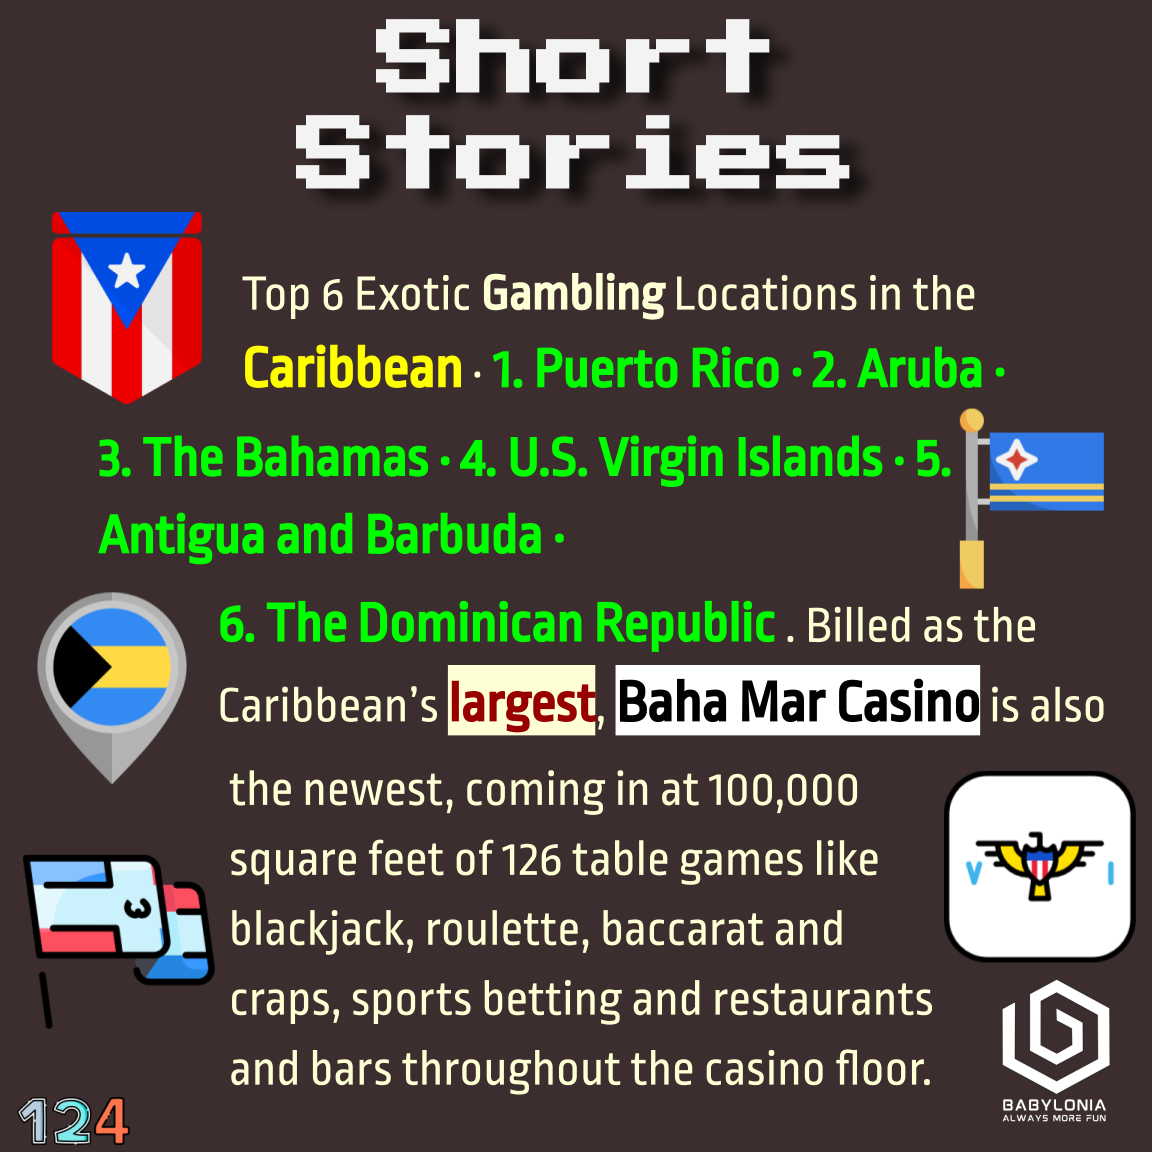 Short
Stories
Top 6 Exotic Gambling Locations in the
Caribbean · 1. Puerto Rico · 2. Aruba ·
3. The Bahamas · 4. U.S. Virgin Islands · 5.
Antigua and Barbuda ·
6. The Dominican Republic . Billed as the
Caribbean’s largest, Baha Mar Casino is also
the newest, coming in at 100,000
square feet of 126 table games like
blackjack, roulette, baccarat and
craps, sports betting and restaurants
and bars throughout the casino floor.
V I
BABYLONIA
ALWAYS MORE FUN
124